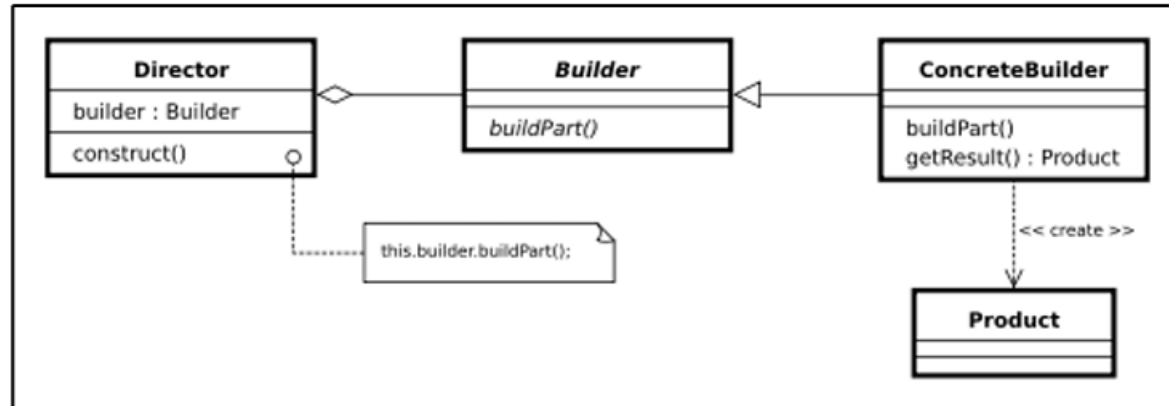 Director
builder : Builder
construct()
Builder
buildPart()
ConcreteBuilder
buildPart()
getResult() : Product
this.builder.buildPart();
<< create >>
Product